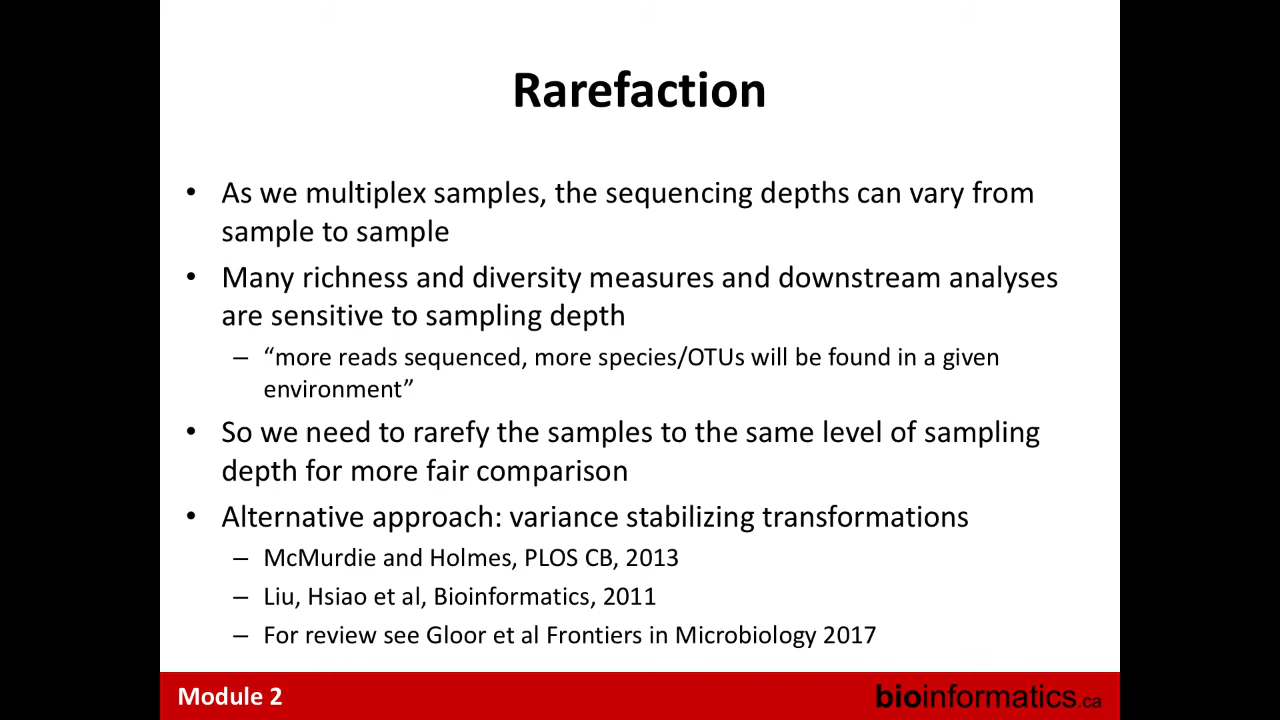 Rarefaction
• As we multiplex samples, the sequencing depths can vary from
sample to sample
• Many richness and diversity measures and downstream analyses
are sensitive to sampling depth
– “more reads sequenced, more species/OTUs will be found in a given
environment”
• So we need to rarefy the samples to the same level of sampling
depth for more fair comparison
• Alternative approach: variance stabilizing transformations
– McMurdie and Holmes, PLOS CB, 2013
– Liu, Hsiao et al, Bioinformatics, 2011
– For review see Gloor et al Frontiers in Microbiology 2017
Module 2
bioinformatics.ca